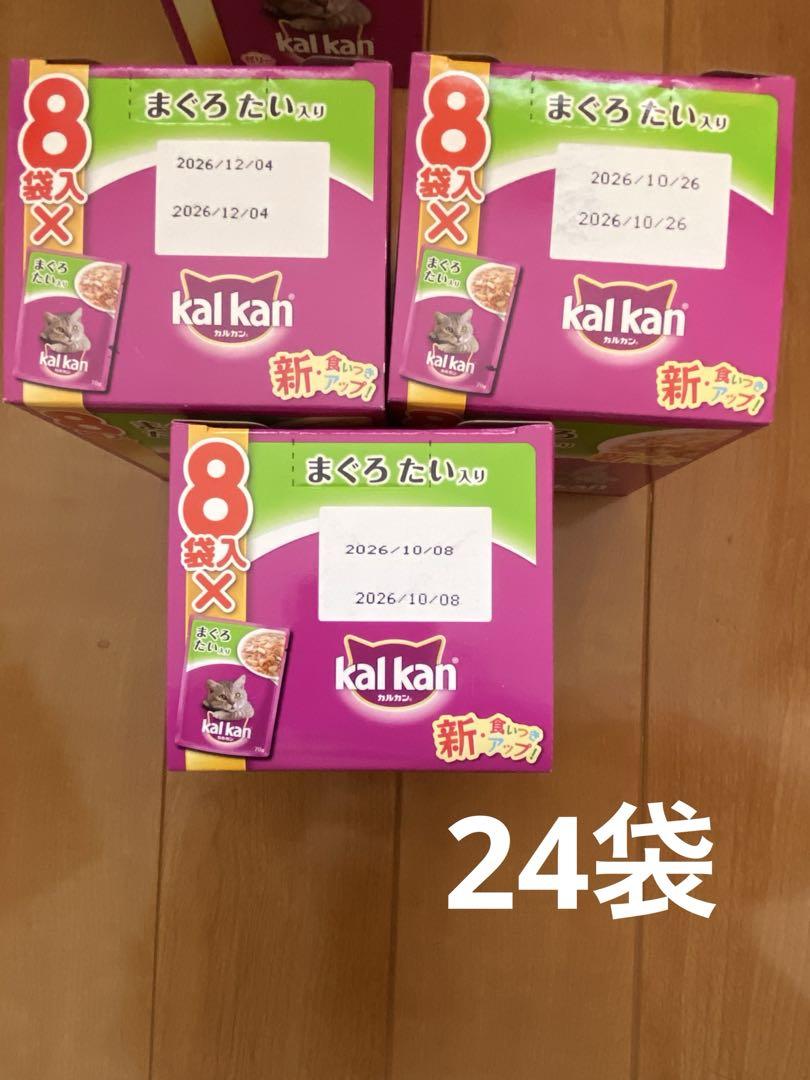 kal kan
8
袋入
×
まぐろ たい入り
2026/12/04
2026/12/04
まぐろ
たい入り
kal kan
70g
kal kan®
カルカン®
新・食いつき
アップ!
8
袋入
×
まぐろ たい入り
2026/10/26
2026/10/26
まぐろ
たい入り
kal kan
70g
kal kan®
カルカン®
新・食いつき
アップ!
8
袋入
×
まぐろ たい入り
2026/10/08
2026/10/08
まぐろ
たい入り
kal kan
70g
kal kan®
カルカン®
新・食いつき
アップ!
24袋